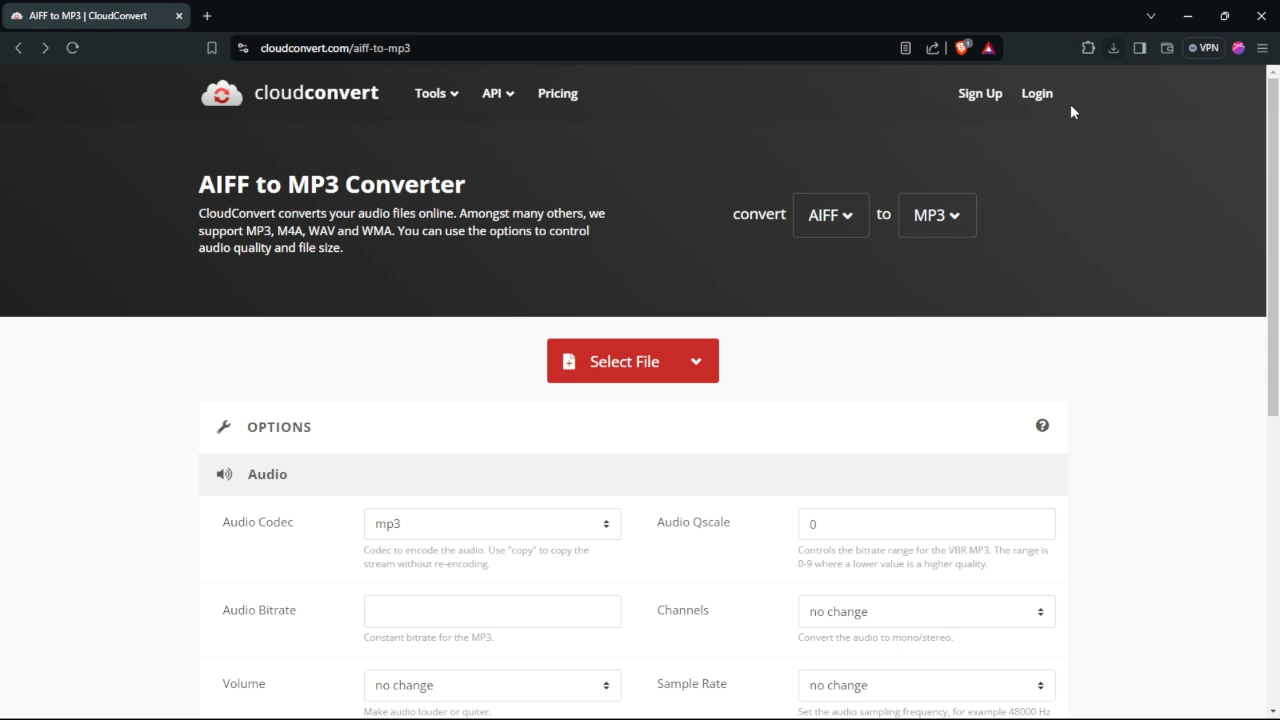 AIFF to MP3 | CloudConvert
cloudconvert.com/aiff-to-mp3
1
VPN
cloudconvert
Tools
API
Pricing
Sign Up
Login
AIFF to MP3 Converter
CloudConvert converts your audio files online. Amongst many others, we
support MP3, M4A, WAV and WMA. You can use the options to control
audio quality and file size.
convert AIFF to MP3
Select File
OPTIONS
Audio
Audio Codec
mp3
Codec to encode the audio. Use "copy" to copy the
stream without re-encoding.
Audio Qscale
0
Controls the bitrate range for the VBR MP3. The range is
0-9 where a lower value is a higher quality.
Audio Bitrate
Constant bitrate for the MP3.
Channels
no change
Convert the audio to mono/stereo.
Volume
no change
Make audio louder or quiter.
Sample Rate
no change
Set the audio sampling frequency, for example 48000 Hz